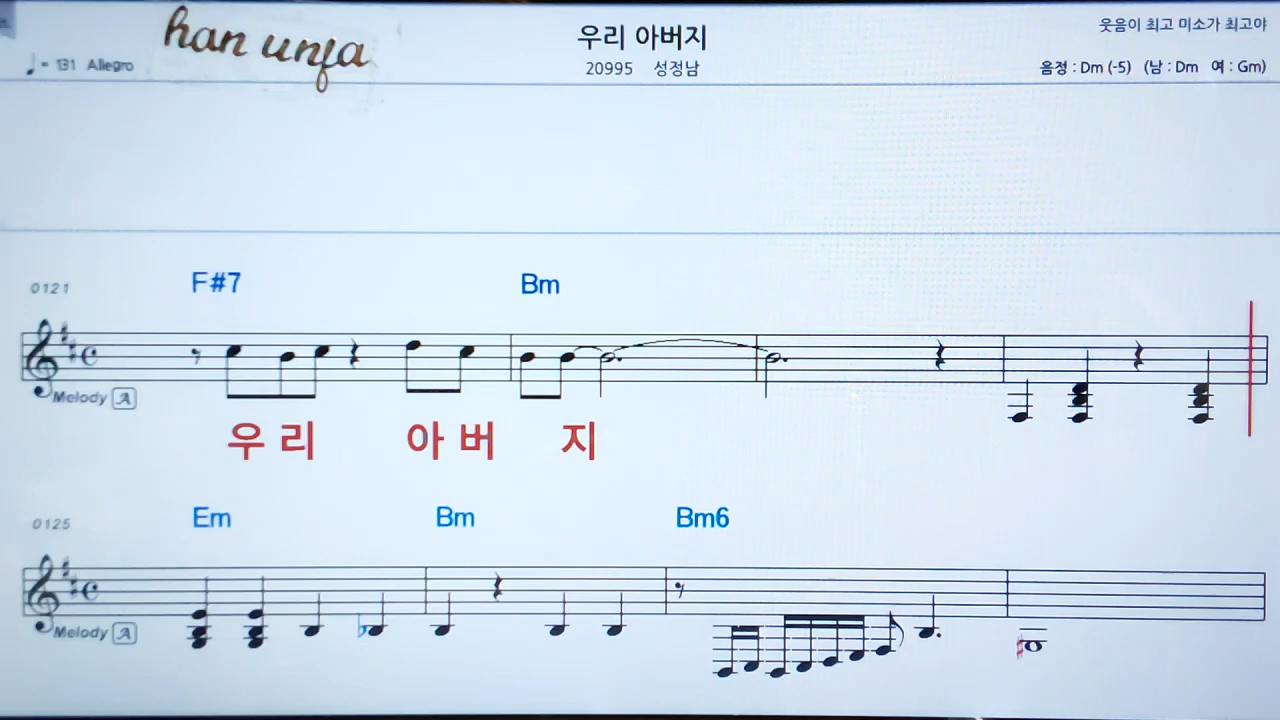 han unja
우리 아버지
웃음이 최고 미소가 최고야
♩ = 131 Allegro
20995 성정남
음정 : Dm (-5) (남 : Dm 여 : Gm)
0121
F#7 Bm
Melody A
우 리 아 버 지
0125
Em Bm Bm6
Melody A